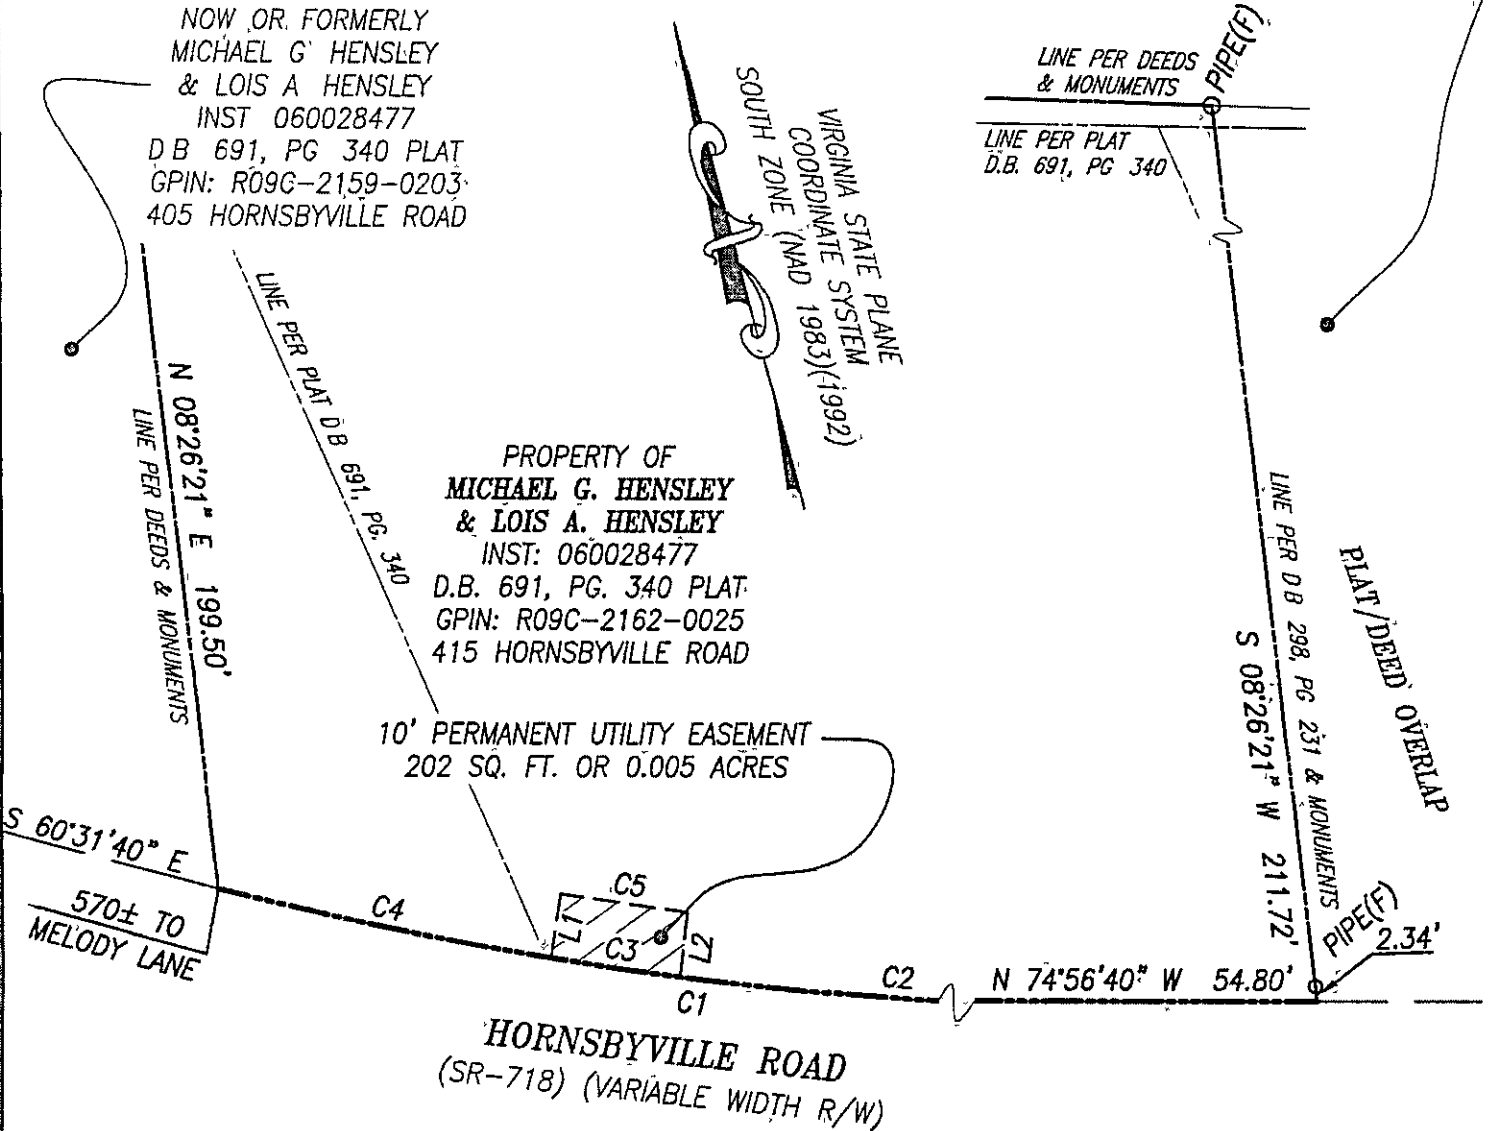 NOW OR FORMERLY
MICHAEL G HENSLEY
& LOIS A HENSLEY
INST 060028477
D B 691, PG 340 PLAT
GPIN: R09C-2159-0203
405 HORNSBYVILLE ROAD
VIRGINIA STATE PLANE
COORDINATE SYSTEM
SOUTH ZONE (NAD 1983)(1992)
LINE PER DEEDS
& MONUMENTS
PIPE(F)
LINE PER PLAT
D.B. 691, PG 340
N 08°26'21" E 199.50'
LINE PER DEEDS & MONUMENTS
LINE PER PLAT D B 691, PG. 340
PROPERTY OF
MICHAEL G. HENSLEY
& LOIS A. HENSLEY
INST: 060028477
D.B. 691, PG. 340 PLAT
GPIN: R09C-2162-0025
415 HORNSBYVILLE ROAD
LINE PER D B 298, PG 231 & MONUMENTS
S 08°26'21" W 211.72'
PLAT/DEED OVERLAP
10' PERMANENT UTILITY EASEMENT
202 SQ. FT. OR 0.005 ACRES
S 60°31'40" E
570± TO
MELODY LANE
C4
C5
L1
C3
L2
C1
C2
N 74°56'40" W 54.80'
PIPE(F)
2.34'
HORNSBYVILLE ROAD
(SR-718) (VARIABLE WIDTH R/W)